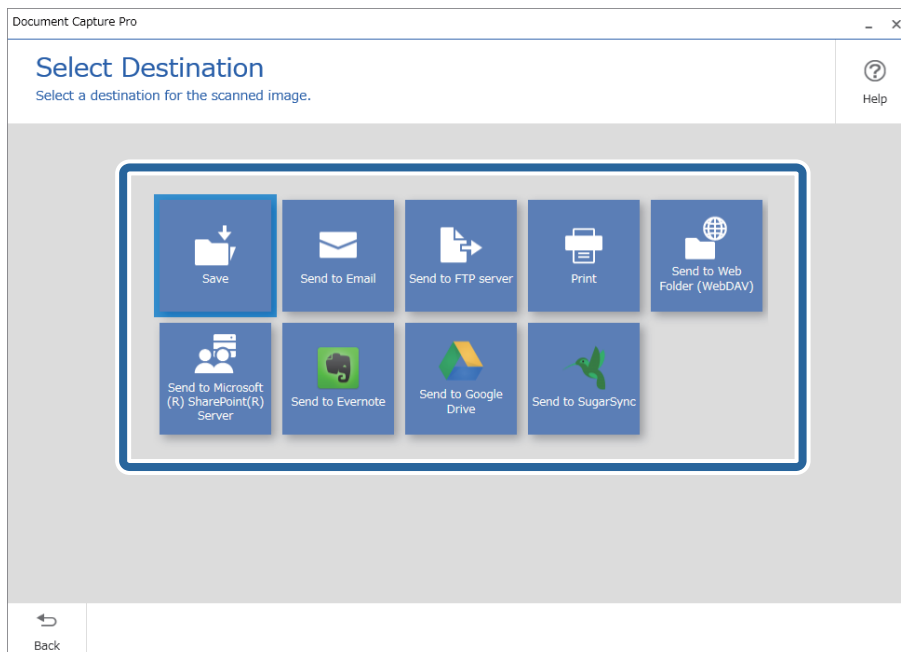 Document Capture Pro
Select Destination
Select a destination for the scanned image.
Help
Save
Send to Email
Send to FTP server
Print
Send to Web
Folder (WebDAV)
Send to Microsoft
(R) SharePoint(R)
Server
Send to Evernote
Send to Google
Drive
Send to SugarSync
Back